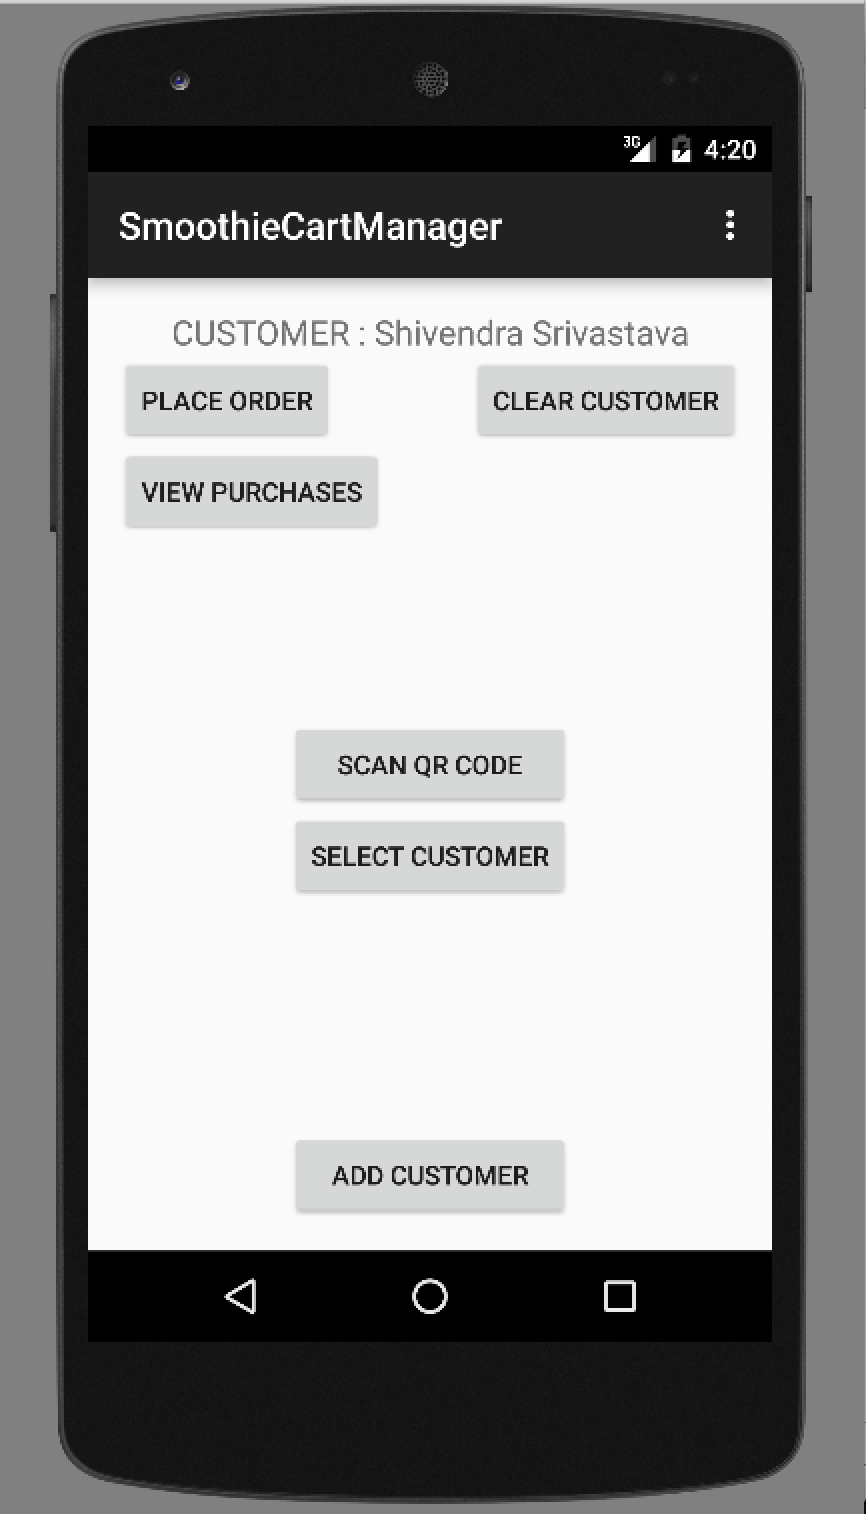 3G 4:20
SmoothieCartManager
CUSTOMER : Shivendra Srivastava
PLACE ORDER CLEAR CUSTOMER
VIEW PURCHASES
SCAN QR CODE
SELECT CUSTOMER
ADD CUSTOMER